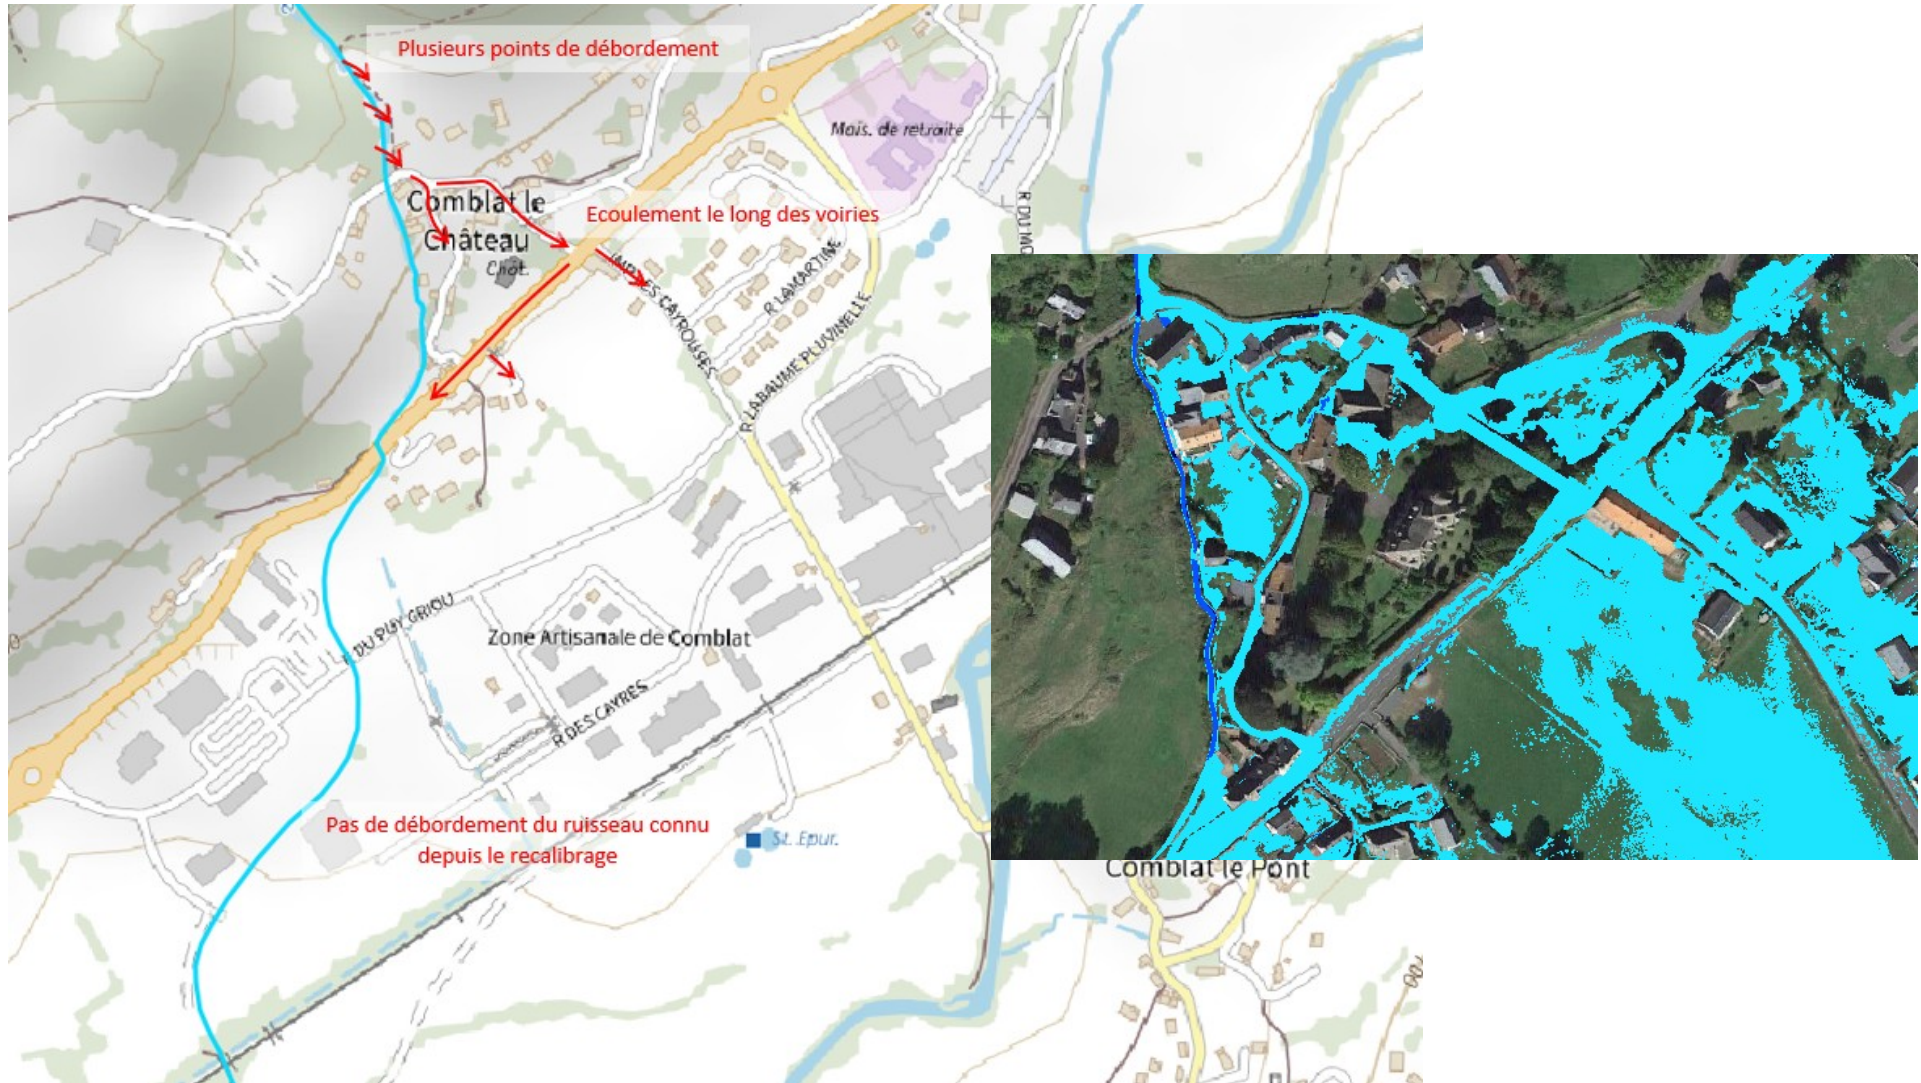 Plusieurs points de débordement
Mais. de retraite
Comblat le
Château
Chât.
Ecoulement le long des voiries
R DU MO
IMP DES CAYROUSES
R LAMARTINE
R LABAUME PLUVINELLE
R DU PUY GRIOU
Zone Artisanale de Comblat
R DES CAYRES
Pas de débordement du ruisseau connu
depuis le recalibrage
St. Epur.
Comblat le Pont